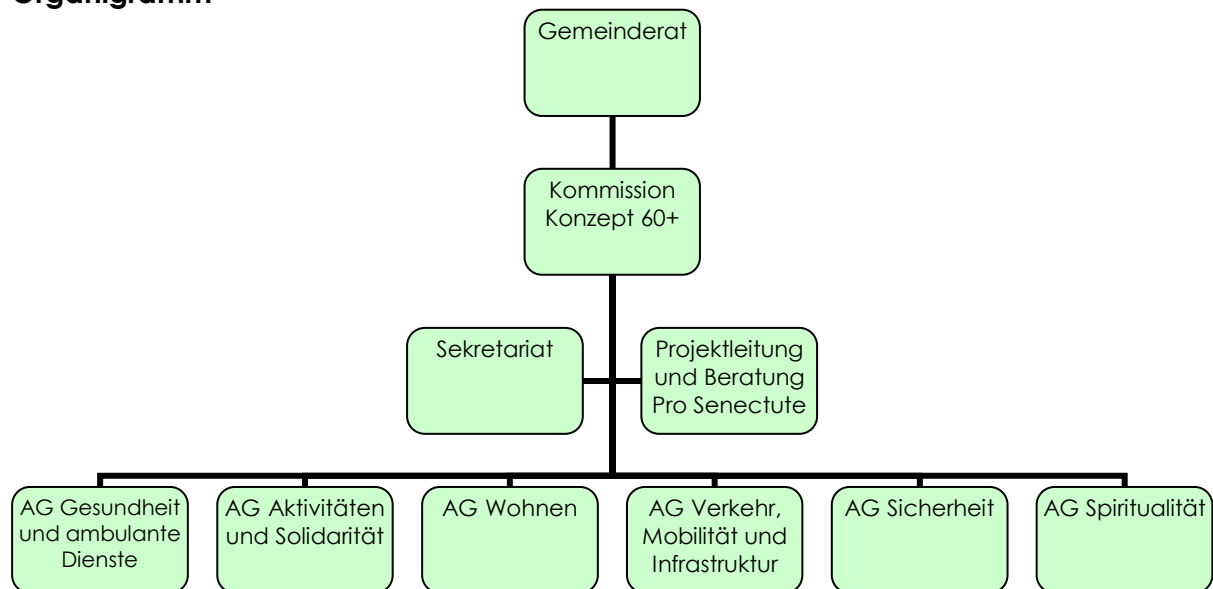 Organigramm
Gemeinderat
Kommission
Konzept 60+
Sekretariat
Projektleitung
und Beratung
Pro Senectute
AG Gesundheit
und ambulante
Dienste
AG Aktivitäten
und Solidarität
AG Wohnen
AG Verkehr,
Mobilität und
Infrastruktur
AG Sicherheit
AG Spiritualität